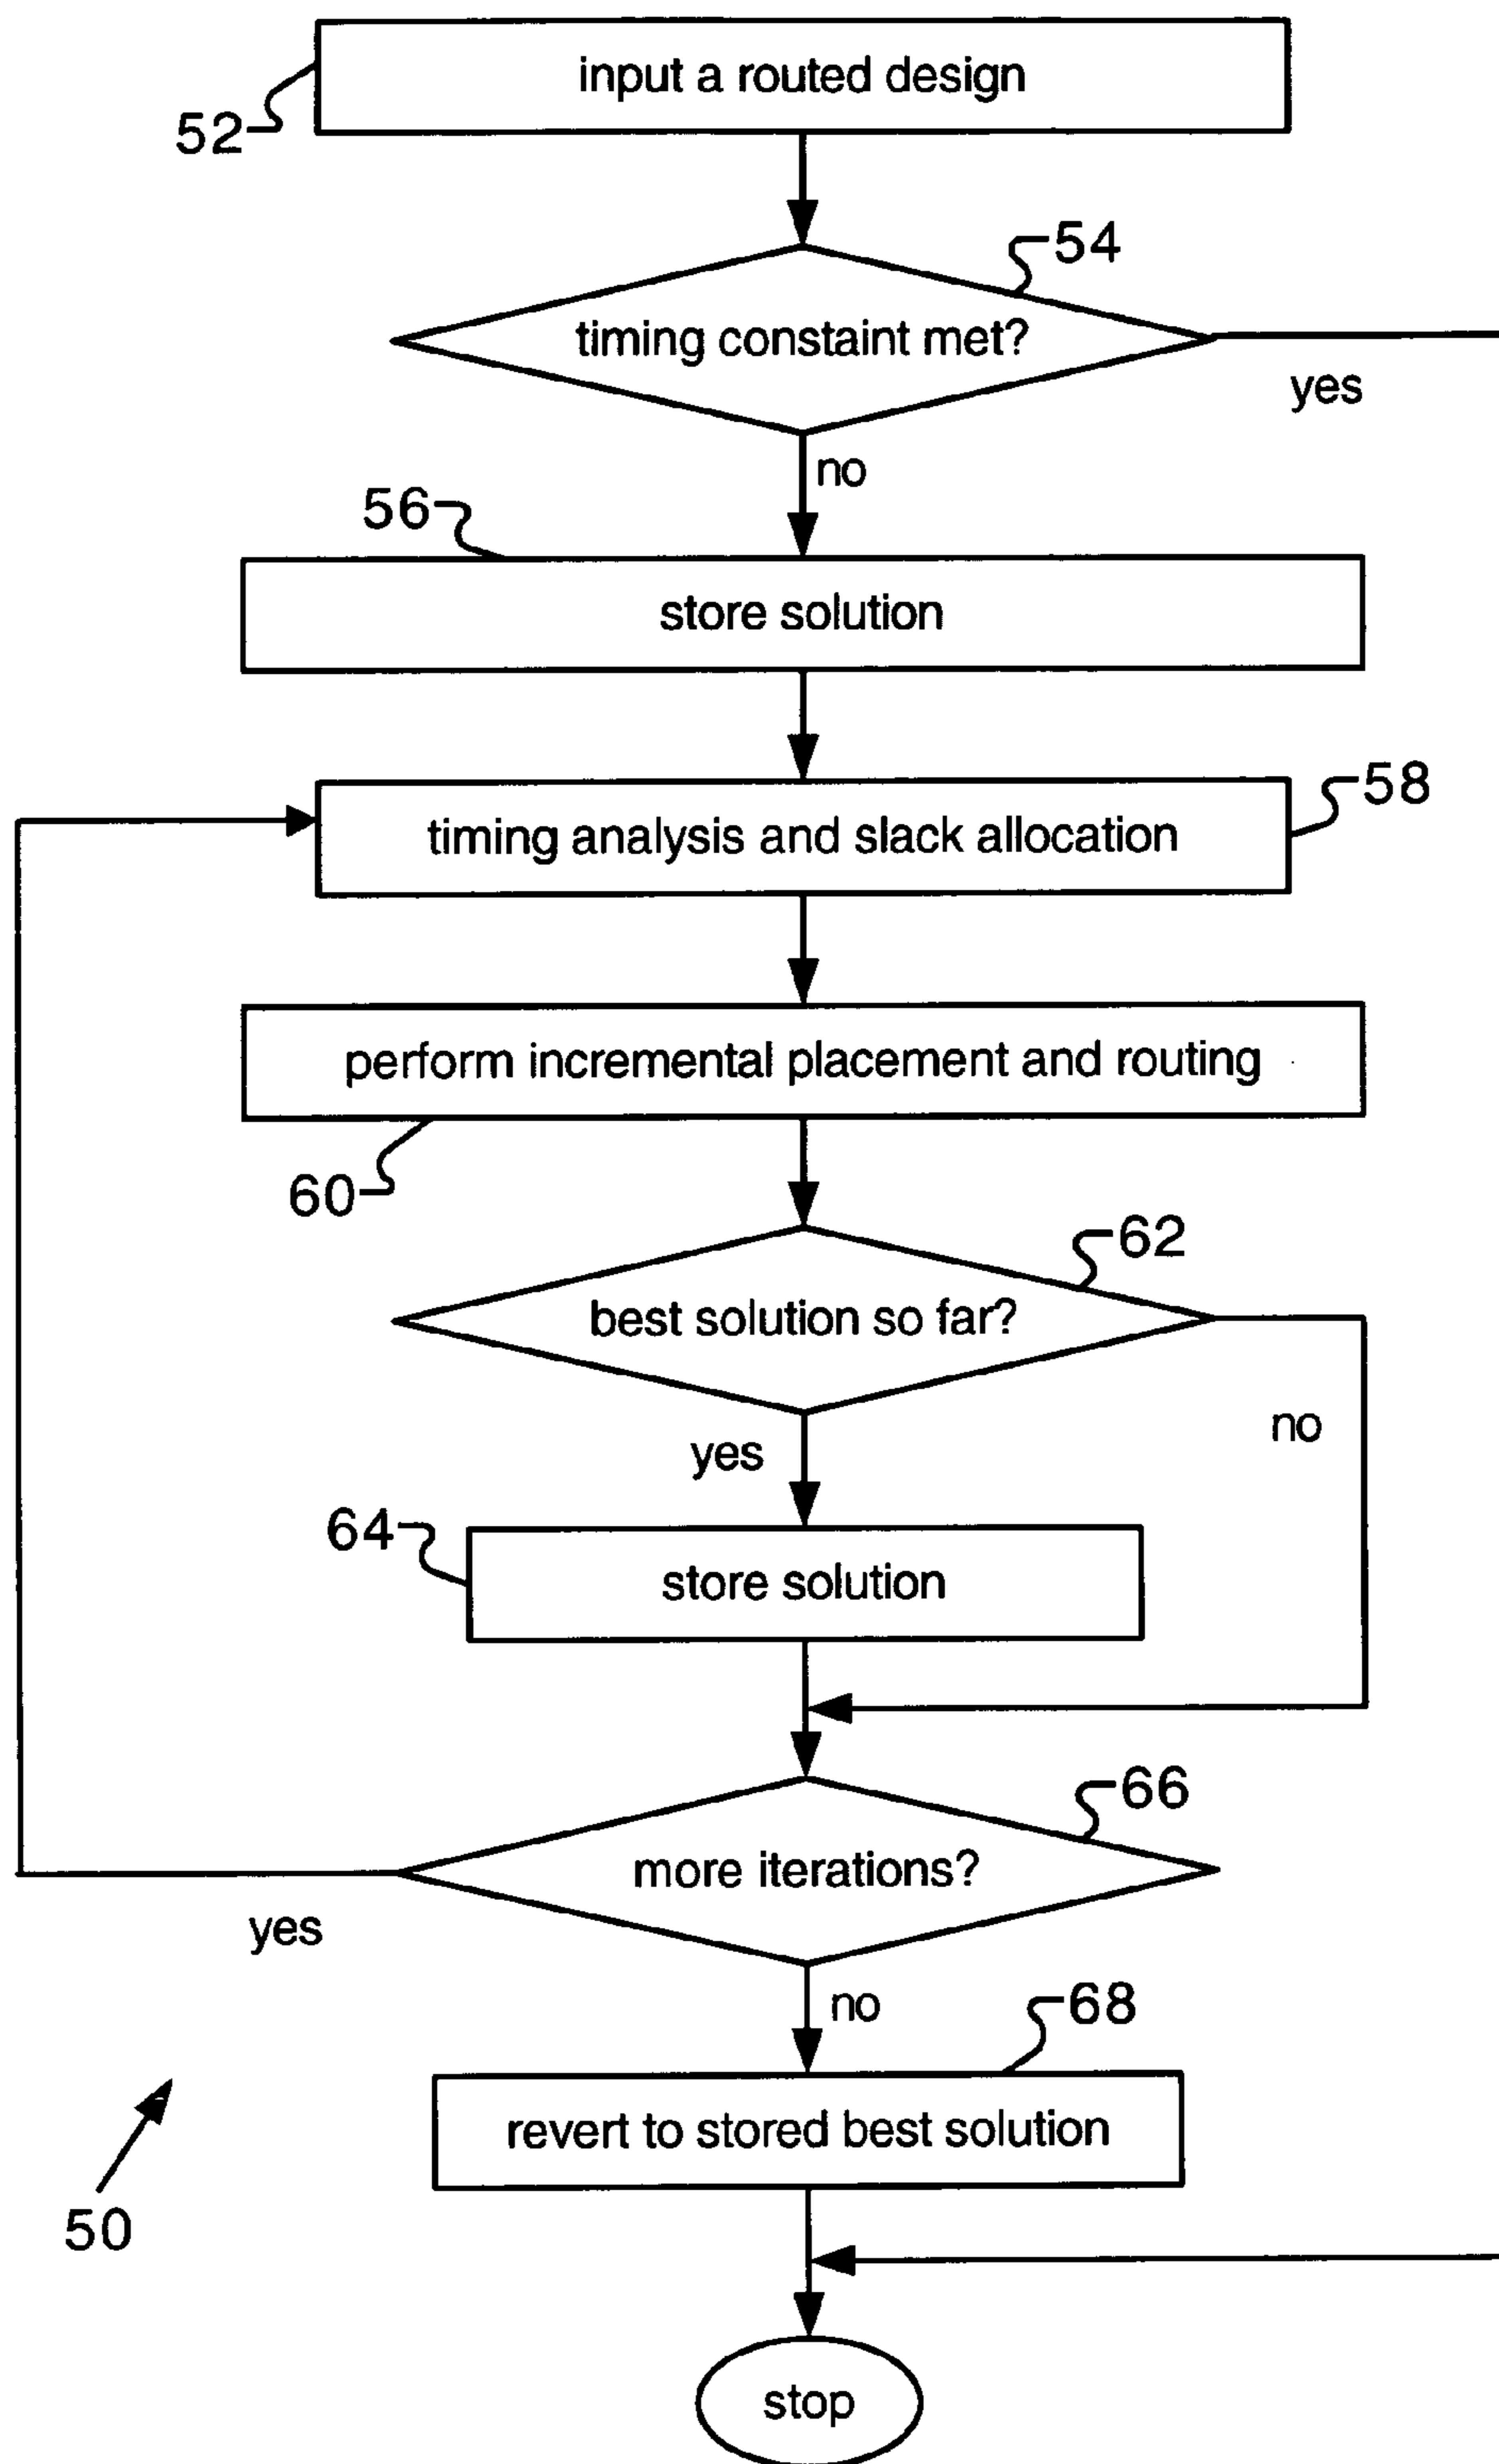 input a routed design
52
54
timing constaint met?
yes
no
56
store solution
58
timing analysis and slack allocation
perform incremental placement and routing
60
62
best solution so far?
no
yes
64
store solution
66
more iterations?
yes
no
68
revert to stored best solution
50
stop